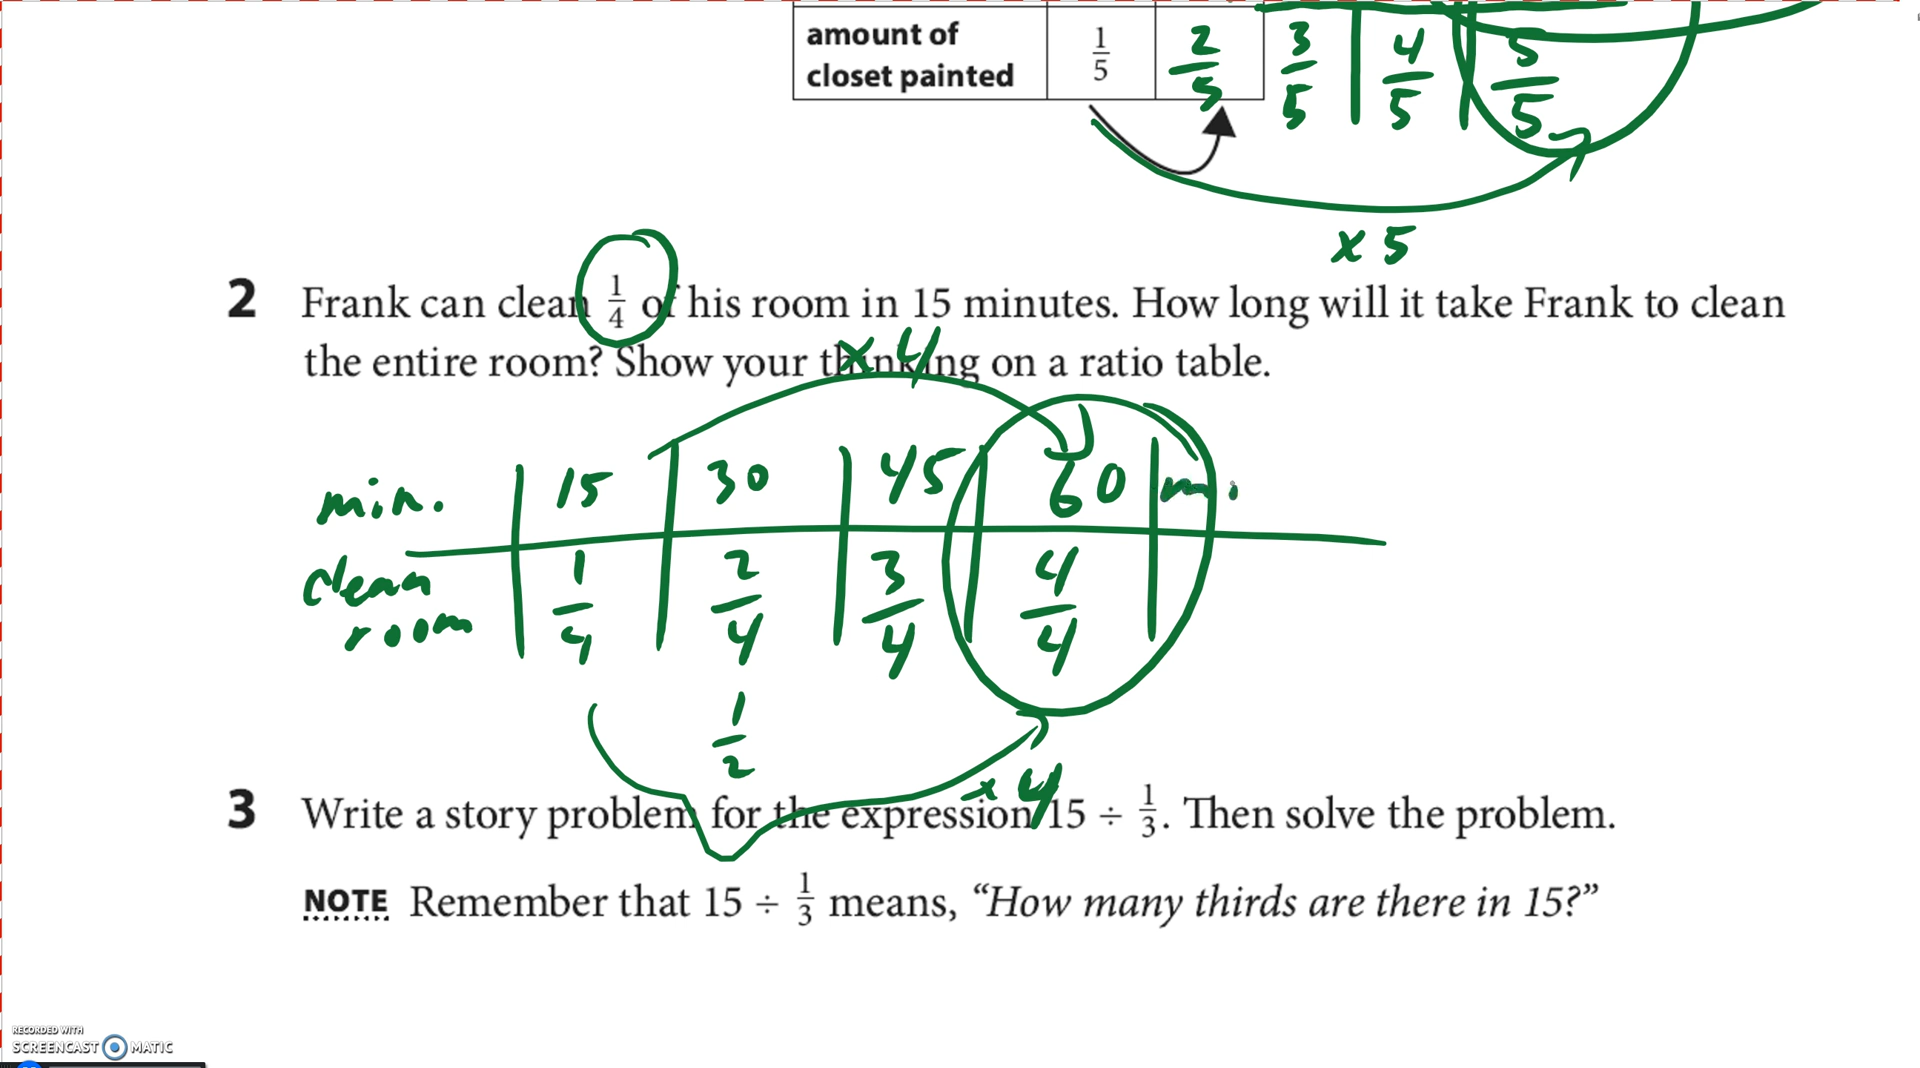 amount of closet painted 1/5 2/5 3/5 4/5 5/5
x 5
2 Frank can clean 1/4 of his room in 15 minutes. How long will it take Frank to clean
the entire room? Show your thinking on a ratio table.
x 4
min. 15 30 45 60
clean room 1/4 2/4 3/4 4/4
1/2
x 4
3 Write a story problem for the expression 15 ÷ 1/3. Then solve the problem.
NOTE Remember that 15 ÷ 1/3 means, “How many thirds are there in 15?”
RECORDED WITH
SCREENCAST MATIC